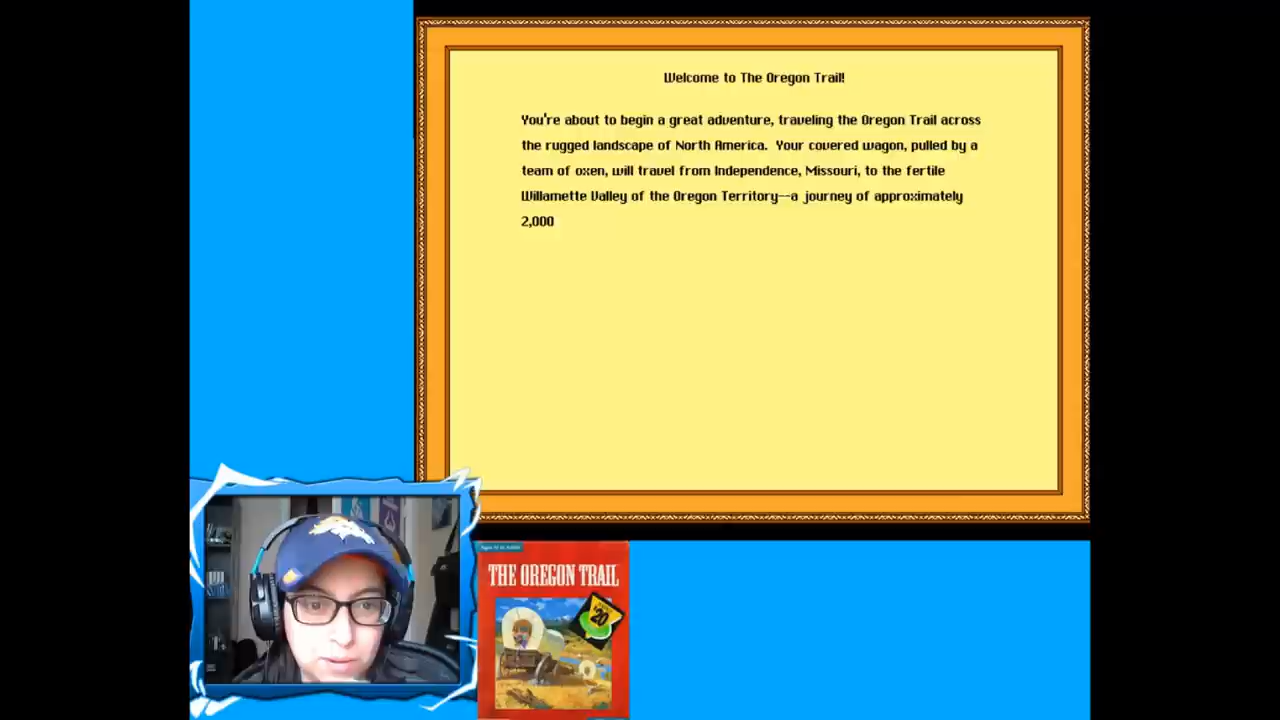 Welcome to The Oregon Trail!
You're about to begin a great adventure, traveling the Oregon Trail across
the rugged landscape of North America.  Your covered wagon, pulled by a
team of oxen, will travel from Independence, Missouri, to the fertile
Willamette Valley of the Oregon Territory--a journey of approximately
2,000
THE OREGON TRAIL
20